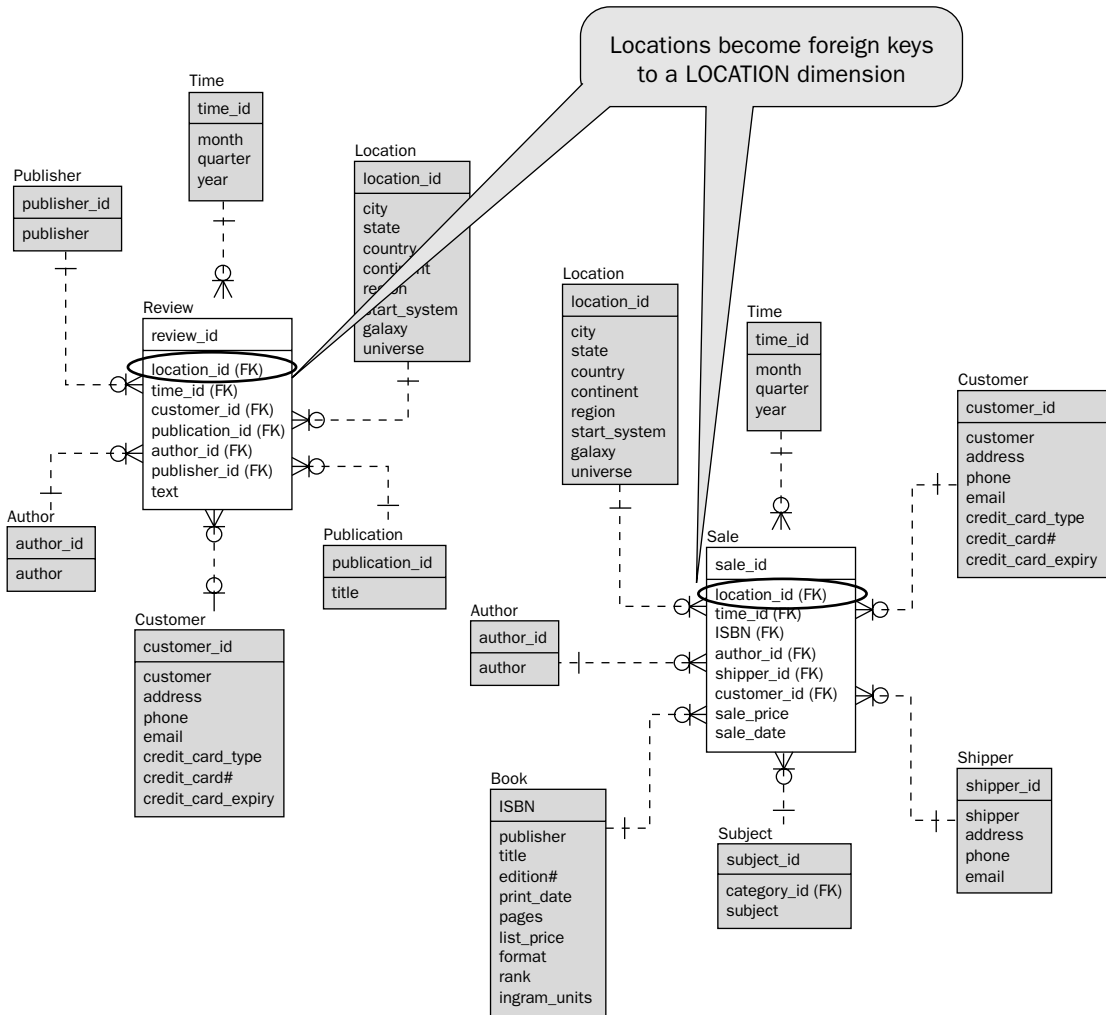 Locations become foreign keys
to a LOCATION dimension
Time
time_id
month
quarter
year
Publisher
publisher_id
publisher
Location
location_id
city
state
country
continent
region
start_system
galaxy
universe
Review
review_id
location_id (FK)
time_id (FK)
customer_id (FK)
publication_id (FK)
author_id (FK)
publisher_id (FK)
text
Author
author_id
author
Publication
publication_id
title
Customer
customer_id
customer
address
phone
email
credit_card_type
credit_card#
credit_card_expiry
Location
location_id
city
state
country
continent
region
start_system
galaxy
universe
Time
time_id
month
quarter
year
Customer
customer_id
customer
address
phone
email
credit_card_type
credit_card#
credit_card_expiry
Sale
sale_id
location_id (FK)
time_id (FK)
ISBN (FK)
author_id (FK)
shipper_id (FK)
customer_id (FK)
sale_price
sale_date
Author
author_id
author
Book
ISBN
publisher
title
edition#
print_date
pages
list_price
format
rank
ingram_units
Subject
subject_id
category_id (FK)
subject
Shipper
shipper_id
shipper
address
phone
email